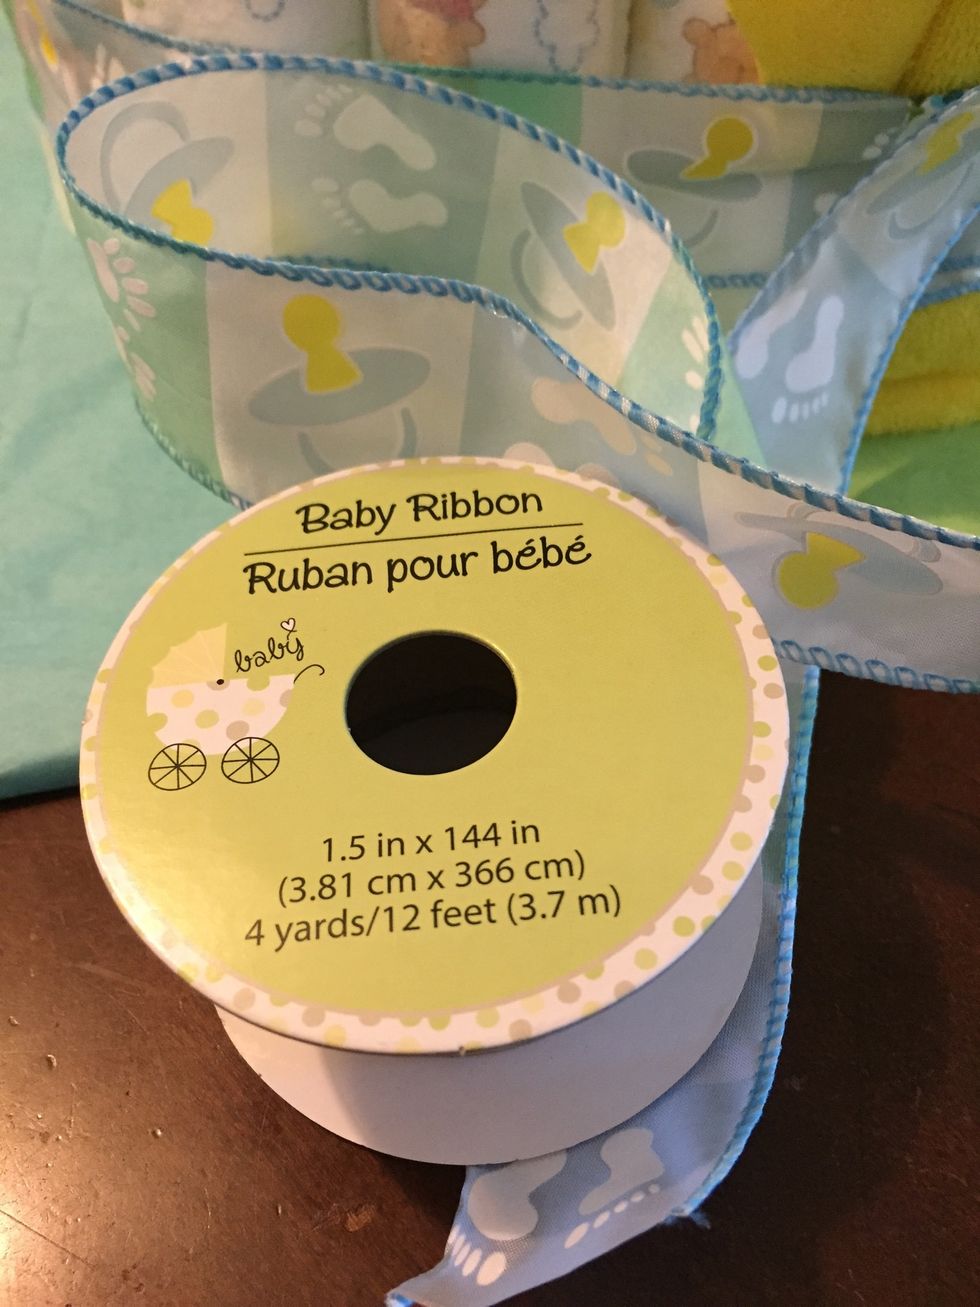 Baby Ribbon
Ruban pour bébé
baby
1.5 in x 144 in
(3.81 cm x 366 cm)
4 yards/12 feet (3.7 m)